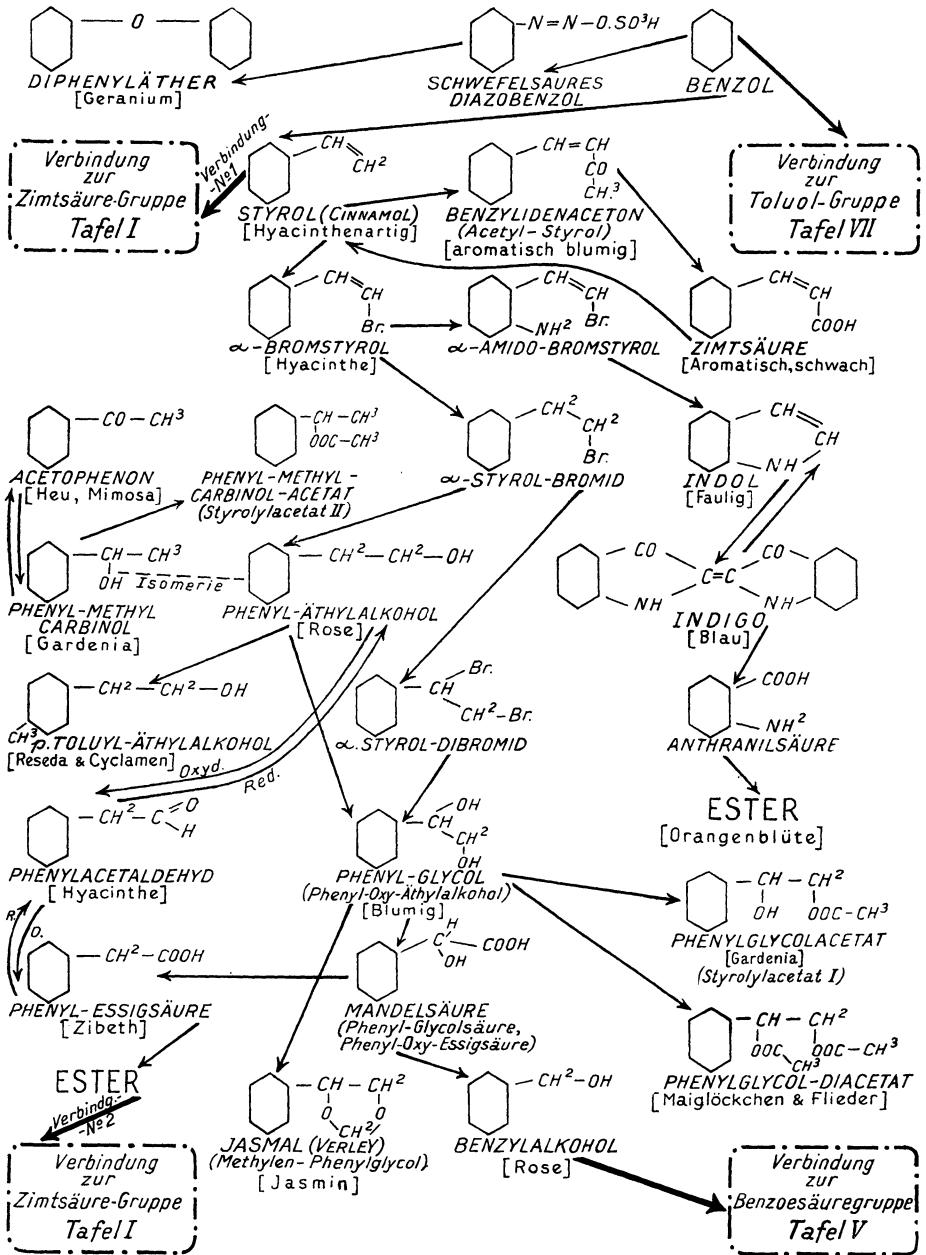 O
N=N-O.SO³H
DIPHENYLÄTHER
[Geranium]
SCHWEFELSAURES
DIAZOBENZOL
BENZOL
Verbindung
zur
Zimtsäure-Gruppe
Tafel I
Verbindung-
-No1
CH
CH²
STYROL (CINNAMOL)
[Hyacinthenartig]
CH=CH
CO
CH.³
BENZYLIDENACETON
(Acetyl-Styrol)
[aromatisch blumig]
Verbindung
zur
Toluol-Gruppe
Tafel VII
CH
CH
Br.
α-BROMSTYROL
[Hyacinthe]
CH
CH
Br.
NH²
α-AMIDO-BROMSTYROL
CH
CH
COOH
ZIMTSÄURE
[Aromatisch, schwach]
CO-CH³
ACETOPHENON
[Heu, Mimosa]
CH-CH³
OOC-CH³
PHENYL-METHYL-
CARBINOL-ACETAT
(Styrolylacetat II)
CH²
CH²
Br.
α-STYROL-BROMID
CH
CH
NH
INDOL
[Faulig]
CH-CH³
OH
Isomerie
PHENYL-METHYL
CARBINOL
[Gardenia]
CH²-CH²-OH
PHENYL-ÄTHYLALKOHOL
[Rose]
CO
CO
C=C
NH
NH
INDIGO
[Blau]
CH²-CH²-OH
CH³
p.TOLUYL-ÄTHYLALKOHOL
[Reseda & Cyclamen]
Oxyd.
Red.
Br.
CH
CH²-Br.
α.STYROL-DIBROMID
COOH
NH²
ANTHRANILSÄURE
ESTER
[Orangenblüte]
CH²-C=O
H
PHENYLACETALDEHYD
[Hyacinthe]
OH
CH
CH²
OH
PHENYL-GLYCOL
(Phenyl-Oxy-Äthylalkohol)
[Blumig]
CH-CH²
OH OOC-CH³
PHENYLGLYCOLACETAT
[Gardenia]
(Styrolylacetat I)
R.
O.
CH²-COOH
PHENYL-ESSIGSÄURE
[Zibeth]
H
C COOH
OH
MANDELSÄURE
(Phenyl-Glycolsäure,
Phenyl-Oxy-Essigsäure)
CH-CH²
OOC OOC-CH³
CH³
PHENYLGLYCOL-DIACETAT
[Maiglöckchen & Flieder]
ESTER
Verbindg.-
-No2
CH-CH²
O O
CH²
JASMAL (VERLEY)
(Methylen-Phenylglycol)
[Jasmin]
CH²-OH
BENZYLALKOHOL
[Rose]
Verbindung
zur
Zimtsäure-Gruppe
Tafel I
Verbindung
zur
Benzoesäuregruppe
Tafel V